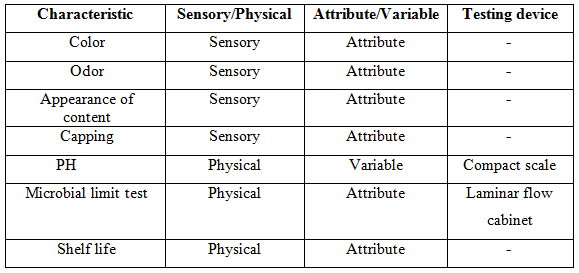 Characteristic Sensory/Physical Attribute/Variable Testing device
Color Sensory Attribute -
Odor Sensory Attribute -
Appearance of content Sensory Attribute -
Capping Sensory Attribute -
PH Physical Variable Compact scale
Microbial limit test Physical Attribute Laminar flow cabinet
Shelf life Physical Attribute -